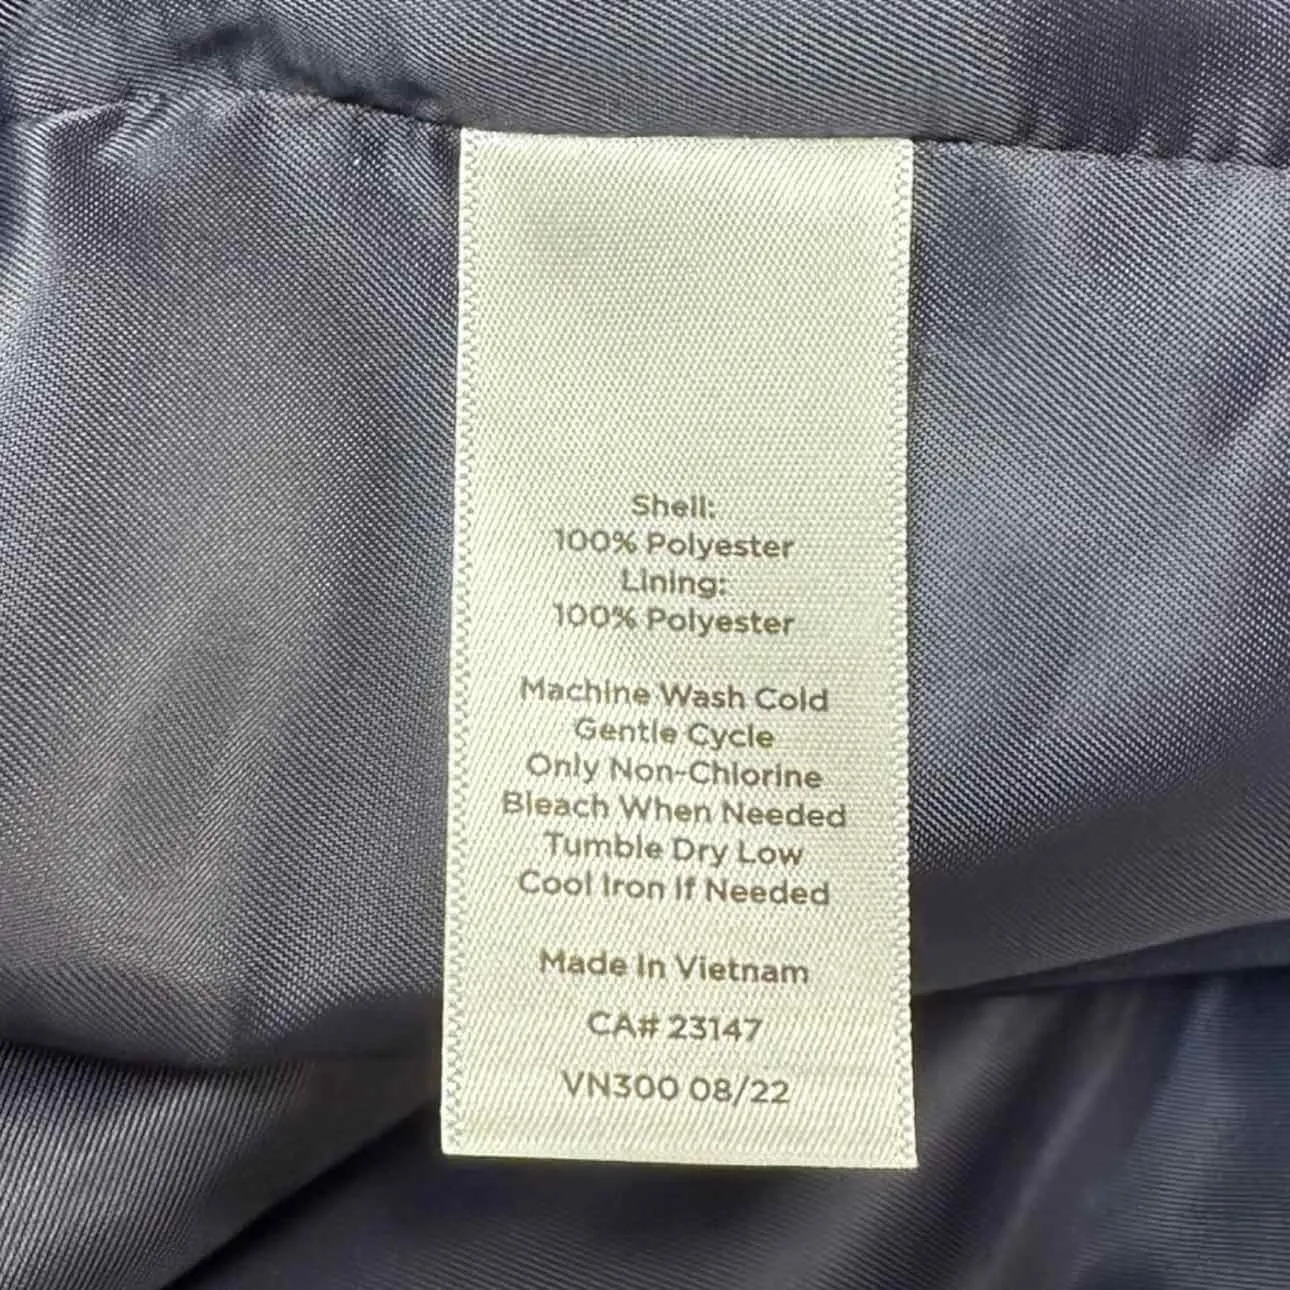 Shell:
100% Polyester
Lining:
100% Polyester
Machine Wash Cold
Gentle Cycle
Only Non-Chlorine
Bleach When Needed
Tumble Dry Low
Cool Iron If Needed
Made In Vietnam
CA# 23147
VN300 08/22